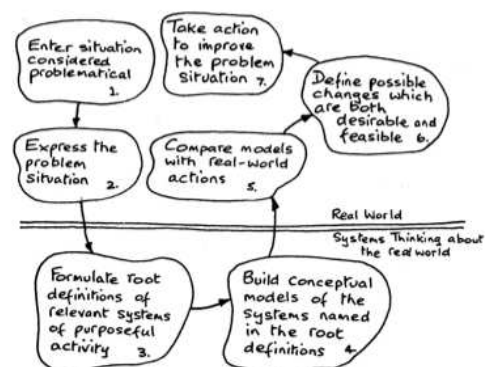 Enter situation
considered
problematical
1.
Express the
problem
situation 2.
Formulate root
definitions of
relevant systems
of purposeful
activity 3.
Build conceptual
models of the
systems named
in the root
definitions 4.
Compare models
with real-world
actions 5.
Define possible
changes which
are both
desirable and
feasible 6.
Take action
to improve
the problem
situation 7.
Real World
Systems Thinking about
the real world